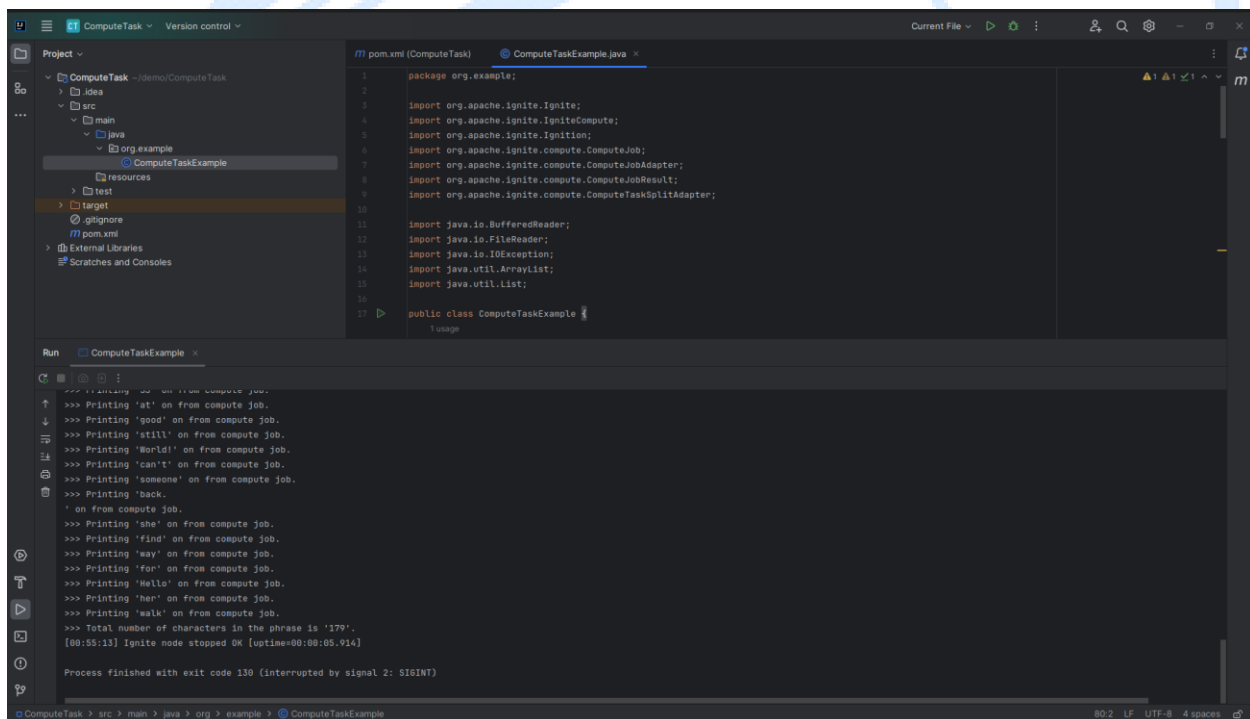 CT ComputeTask Version control Current File
Project
ComputeTask ~/demo/ComputeTask
.idea
src
main
java
org.example
ComputeTaskExample
resources
test
target
.gitignore
m pom.xml
External Libraries
Scratches and Consoles
m pom.xml (ComputeTask) © ComputeTaskExample.java
1 package org.example; 1 1 1
2
3 import org.apache.ignite.Ignite;
4 import org.apache.ignite.IgniteCompute;
5 import org.apache.ignite.Ignition;
6 import org.apache.ignite.compute.ComputeJob;
7 import org.apache.ignite.compute.ComputeJobAdapter;
8 import org.apache.ignite.compute.ComputeJobResult;
9 import org.apache.ignite.compute.ComputeTaskSplitAdapter;
10
11 import java.io.BufferedReader;
12 import java.io.FileReader;
13 import java.io.IOException;
14 import java.util.ArrayList;
15 import java.util.List;
16
17 public class ComputeTaskExample {
1 usage
m
Run ComputeTaskExample
>>> Printing 'at' on from compute job.
>>> Printing 'good' on from compute job.
>>> Printing 'still' on from compute job.
>>> Printing 'World!' on from compute job.
>>> Printing 'can't' on from compute job.
>>> Printing 'someone' on from compute job.
>>> Printing 'back.
' on from compute job.
>>> Printing 'she' on from compute job.
>>> Printing 'find' on from compute job.
>>> Printing 'way' on from compute job.
>>> Printing 'for' on from compute job.
>>> Printing 'Hello' on from compute job.
>>> Printing 'her' on from compute job.
>>> Printing 'walk' on from compute job.
>>> Total number of characters in the phrase is '179'.
[00:55:13] Ignite node stopped OK [uptime=00:00:05.914]
Process finished with exit code 130 (interrupted by signal 2: SIGINT)
ComputeTask > src > main > java > org > example > ComputeTaskExample 80:2 LF UTF-8 4 spaces